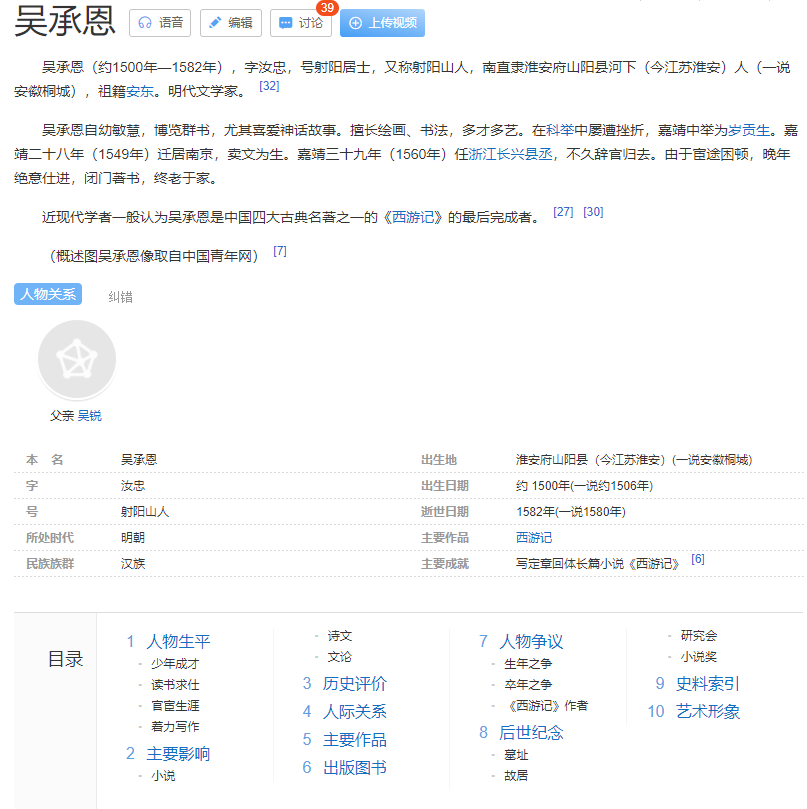 吴承恩
语音
编辑
讨论
39
上传视频
吴承恩（约1500年—1582年），字汝忠，号射阳居士，又称射阳山人，南直隶淮安府山阳县河下（今江苏淮安）人（一说
安徽桐城），祖籍安东。明代文学家。 [32]
吴承恩自幼敏慧，博览群书，尤其喜爱神话故事。擅长绘画、书法，多才多艺。在科举中屡遭挫折，嘉靖中举为岁贡生。嘉
靖二十八年（1549年）迁居南京，卖文为生。嘉靖三十九年（1560年）任浙江长兴县丞，不久辞官归去。由于宦途困顿，晚年
绝意仕进，闭门著书，终老于家。
近现代学者一般认为吴承恩是中国四大古典名著之一的《西游记》的最后完成者。 [27] [30]
（概述图吴承恩像取自中国青年网） [7]
人物关系
纠错
父亲 吴锐
本 名 吴承恩 出生地 淮安府山阳县（今江苏淮安）(一说安徽桐城)
字 汝忠 出生日期 约 1500年(一说约1506年)
号 射阳山人 逝世日期 1582年(一说1580年)
所处时代 明朝 主要作品 西游记
民族族群 汉族 主要成就 写定章回体长篇小说《西游记》 [6]
目录
1 人物生平
- 少年成才
- 读书求仕
- 官宦生涯
- 着力写作
2 主要影响
- 小说
- 诗文
- 文论
3 历史评价
4 人际关系
5 主要作品
6 出版图书
7 人物争议
- 生年之争
- 卒年之争
- 《西游记》作者
8 后世纪念
- 墓址
- 故居
- 研究会
- 小说奖
9 史料索引
10 艺术形象